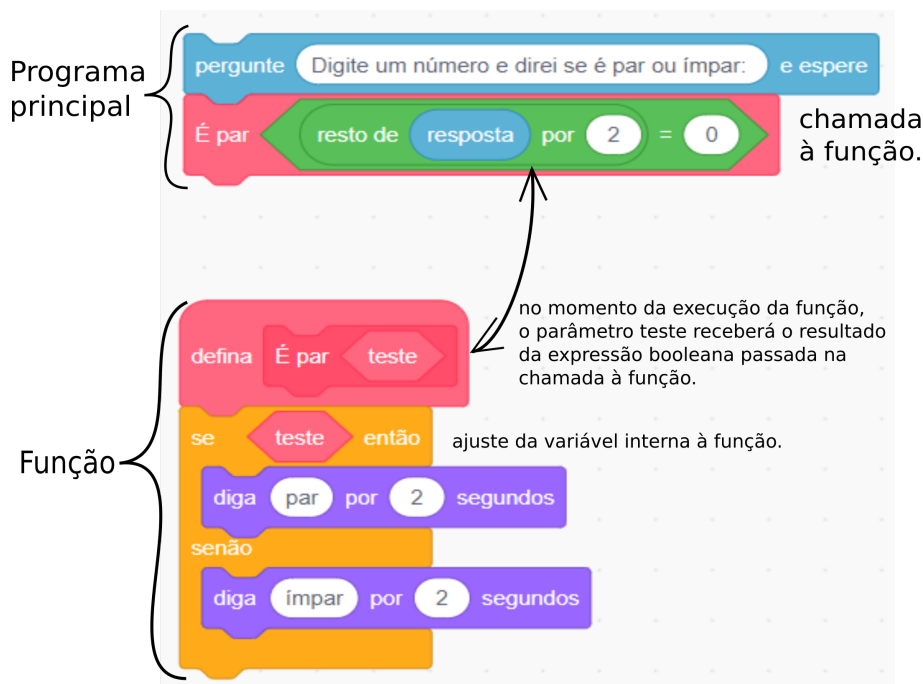 Programa
principal
pergunte Digite um número e direi se é par ou ímpar: e espere
É par resto de resposta por 2 = 0
chamada
à função.
no momento da execução da função,
o parâmetro teste receberá o resultado
da expressão booleana passada na
chamada à função.
Função
defina É par teste
se teste então
ajuste da variável interna à função.
diga par por 2 segundos
senão
diga ímpar por 2 segundos